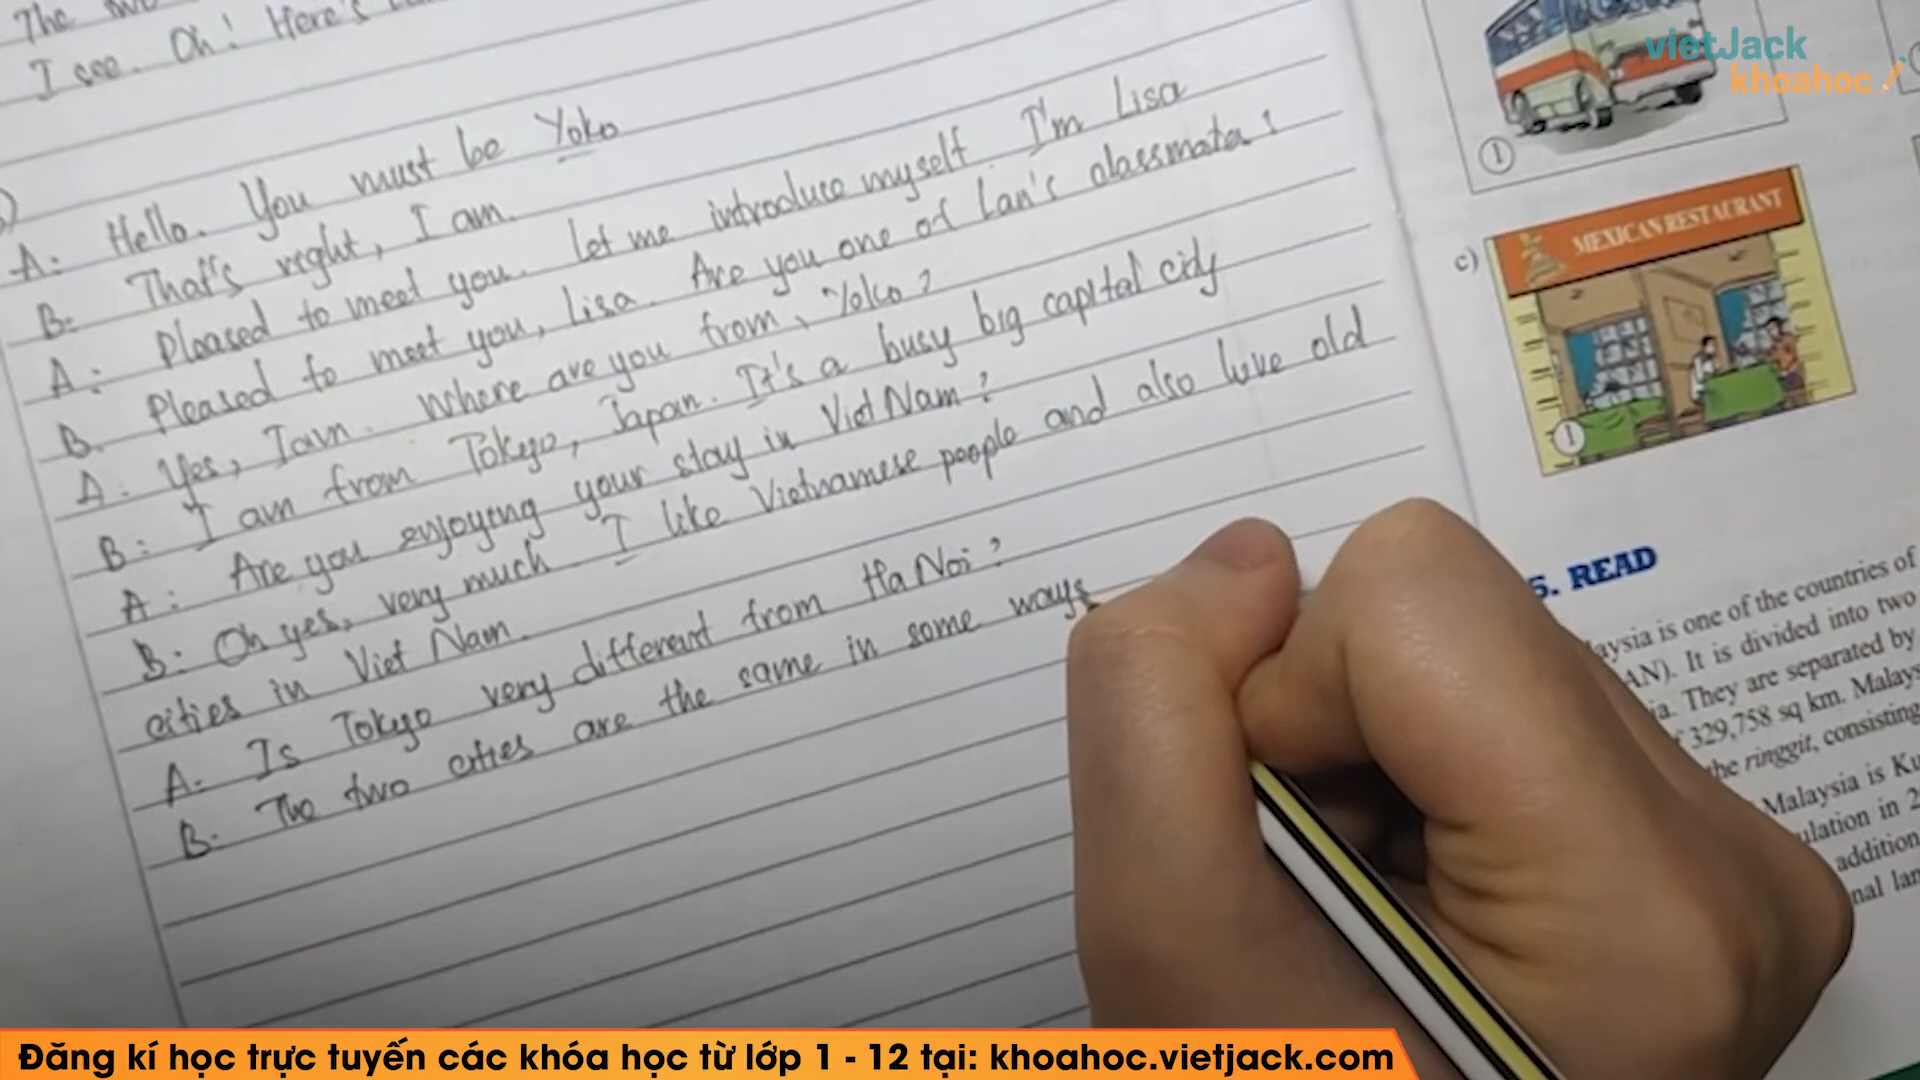 The two
I see. Oh! Here's
A: Hello. You must be Yoko
B: That's right, I am.
A: Pleased to meet you. Let me introduce myself. I'm Lisa
B. Pleased to meet you, Lisa. Are you one of Lan's classmates?
A: Yes, I am. Where are you from, Yoko?
B: I am from Tokyo, Japan. It's a busy big capital city
A: Are you enjoying your stay in Viet Nam?
B: Oh yes, very much. I like Vietnamese people and also love old
cities in Viet Nam.
A: Is Tokyo very different from Ha Noi?
B: The two cities are the same in some ways
vietJack
khoahoc
1
c)
MEXICAN RESTAURANT
1
5. READ
aysia is one of the countries of
AN). It is divided into two
ia. They are separated by
329,758 sq km. Malays
the ringgit, consisting
Malaysia is Ku
ulation in 2
addition
nal lan
Đăng kí học trực tuyến các khóa học từ lớp 1 - 12 tại: khoahoc.vietjack.com